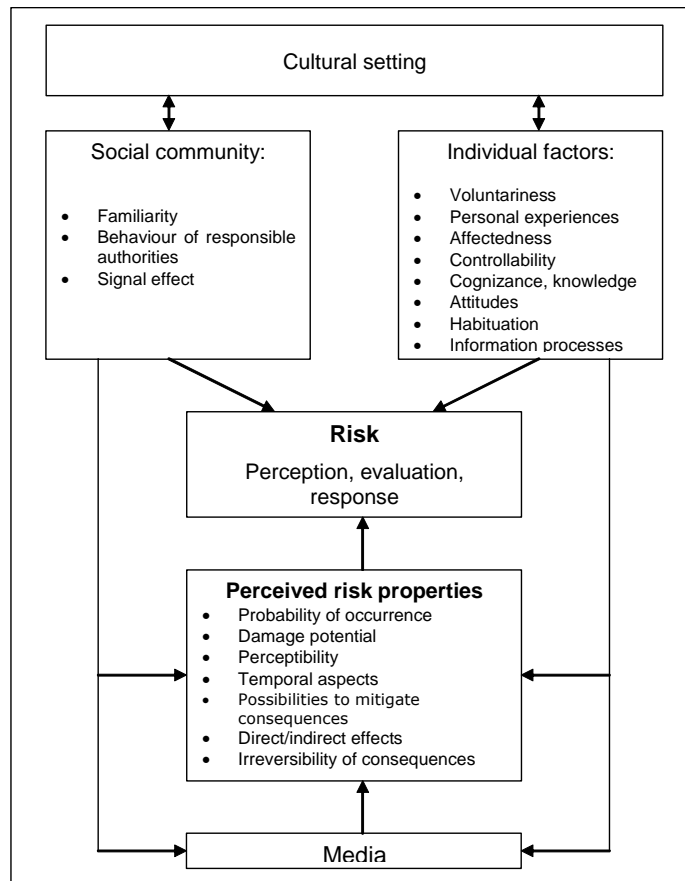 Cultural setting
Social community:
• Familiarity
• Behaviour of responsible
authorities
• Signal effect
Individual factors:
• Voluntariness
• Personal experiences
• Affectedness
• Controllability
• Cognizance, knowledge
• Attitudes
• Habituation
• Information processes
Risk
Perception, evaluation,
response
Perceived risk properties
• Probability of occurrence
• Damage potential
• Perceptibility
• Temporal aspects
• Possibilities to mitigate
consequences
• Direct/indirect effects
• Irreversibility of consequences
Media